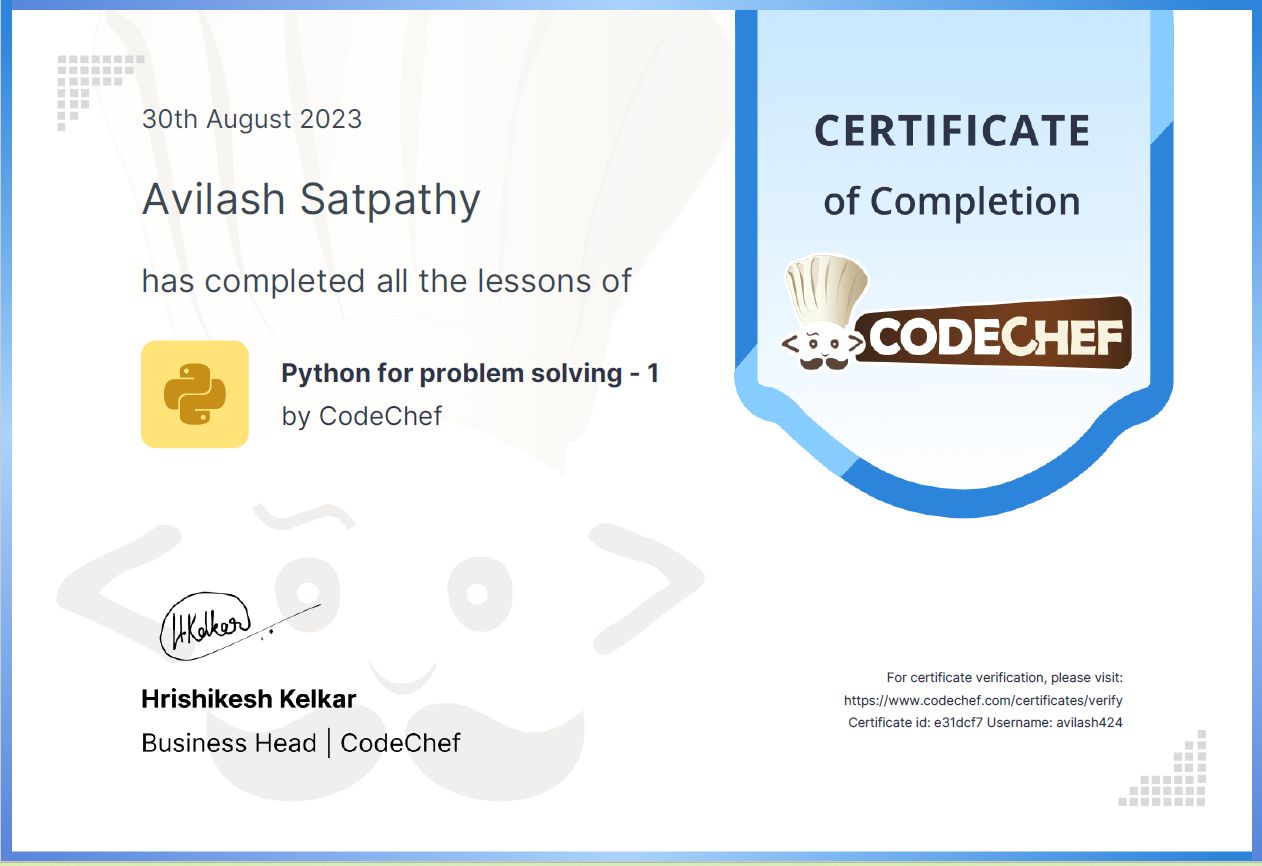 30th August 2023
Avilash Satpathy
has completed all the lessons of
Python for problem solving - 1
by CodeChef
H.Kelkar
Hrishikesh Kelkar
Business Head | CodeChef
CERTIFICATE
of Completion
CODECHEF
For certificate verification, please visit:
https://www.codechef.com/certificates/verify
Certificate id: e31dcf7 Username: avilash424